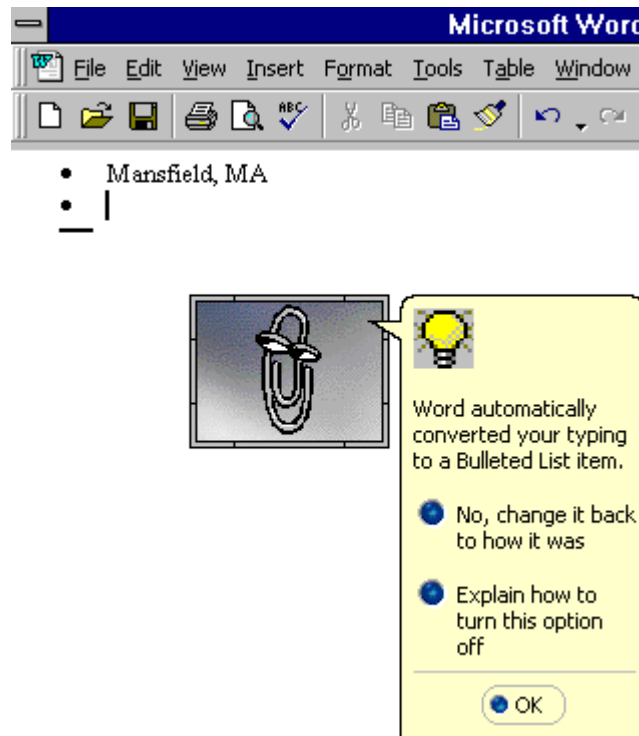 Microsoft Word
File Edit View Insert Format Tools Table Window
ABC
• Mansfield, MA
•
Word automatically
converted your typing
to a Bulleted List item.
No, change it back
to how it was
Explain how to
turn this option
off
OK